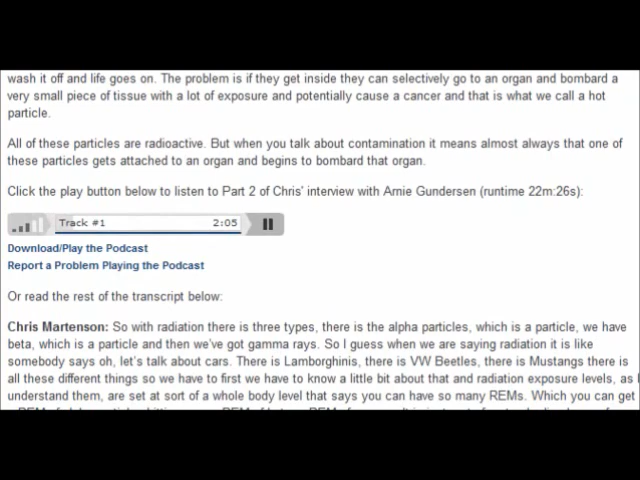 wash it off and life goes on. The problem is if they get inside they can selectively go to an organ and bombard a
very small piece of tissue with a lot of exposure and potentially cause a cancer and that is what we call a hot
particle.
All of these particles are radioactive. But when you talk about contamination it means almost always that one of
these particles gets attached to an organ and begins to bombard that organ.
Click the play button below to listen to Part 2 of Chris' interview with Arnie Gundersen (runtime 22m:26s):
Track #1 2:05
Download/Play the Podcast
Report a Problem Playing the Podcast
Or read the rest of the transcript below:
Chris Martenson: So with radiation there is three types, there is the alpha particles, which is a particle, we have
beta, which is a particle and then we've got gamma rays. So I guess when we are saying radiation it is like
somebody says oh, let's talk about cars. There is Lamborghinis, there is VW Beetles, there is Mustangs there is
all these different things so we have to first we have to know a little bit about that and radiation exposure levels, as I
understand them, are set at sort of a whole body level that says you can have so many REMs. Which you can get